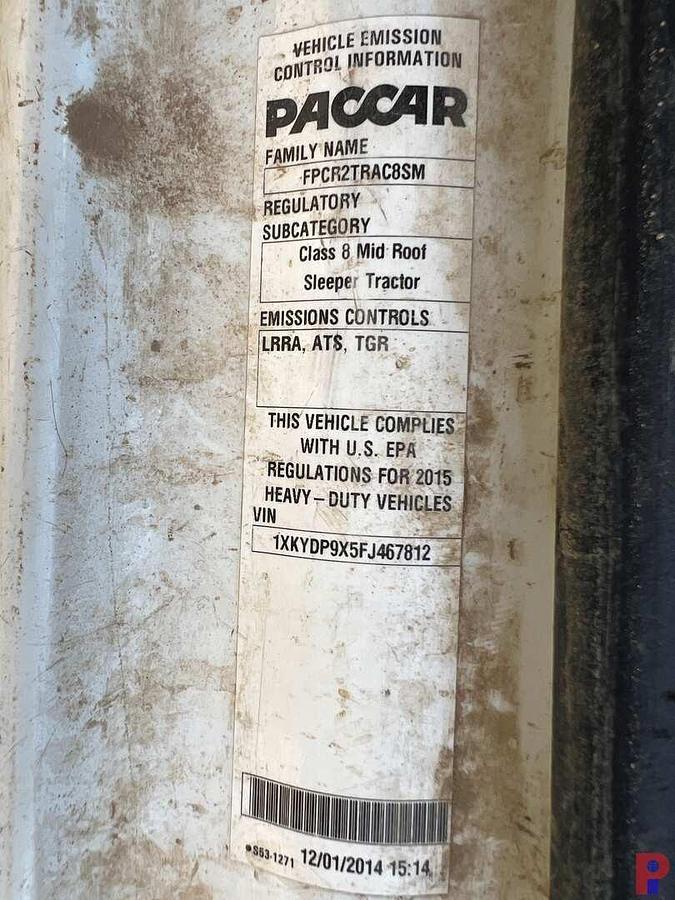 VEHICLE EMISSION
CONTROL INFORMATION
PACCAR
FAMILY NAME
FPCR2TRAC8SM
REGULATORY
SUBCATEGORY
Class 8 Mid Roof
Sleeper Tractor
EMISSIONS CONTROLS
LRRA, ATS, TGR
THIS VEHICLE COMPLIES
WITH U.S. EPA
REGULATIONS FOR 2015
HEAVY-DUTY VEHICLES
VIN
1XKYDP9X5FJ467812
S53-1271 12/01/2014 15:14